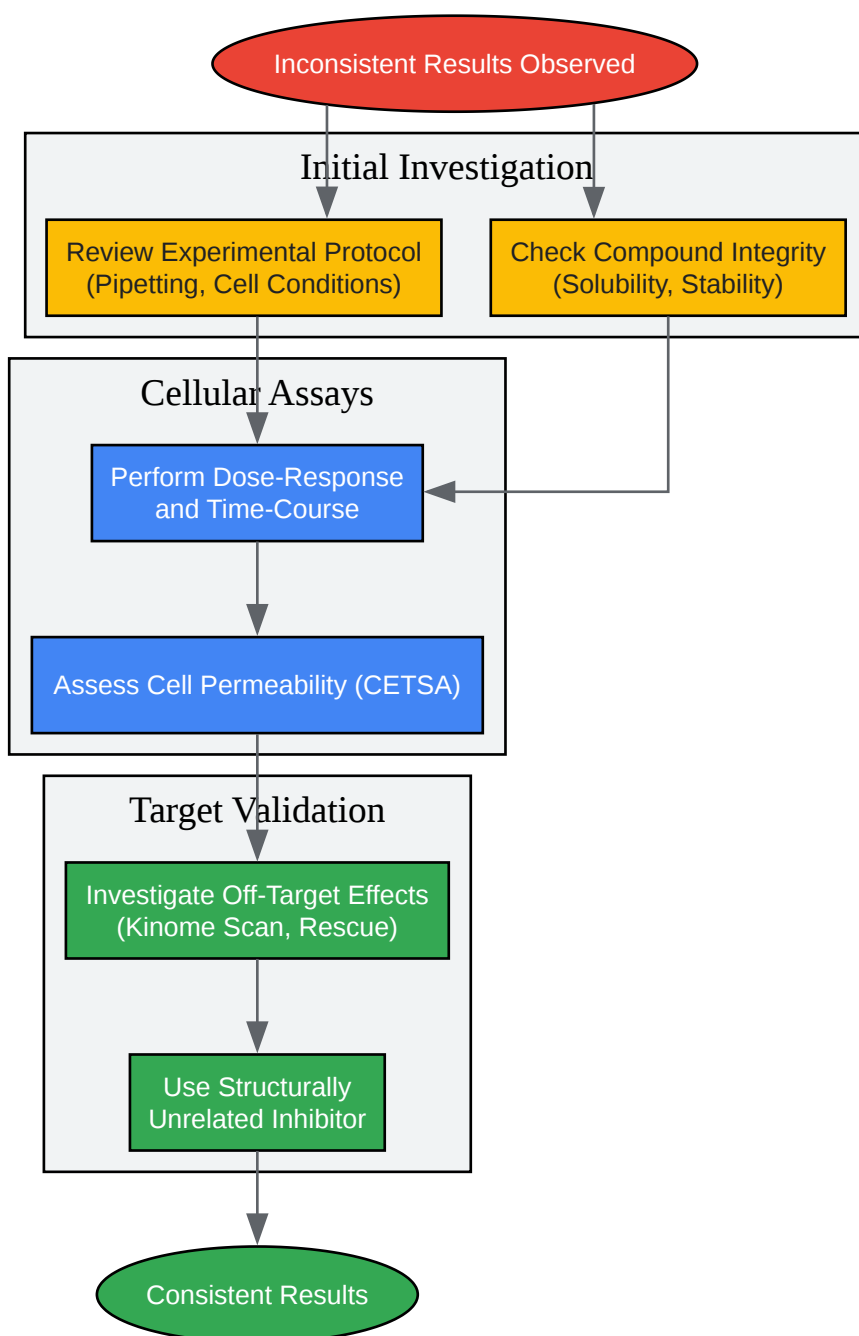 Inconsistent Results Observed
Initial Investigation
Review Experimental Protocol
(Pipetting, Cell Conditions)
Check Compound Integrity
(Solubility, Stability)
Cellular Assays
Perform Dose-Response
and Time-Course
Assess Cell Permeability (CETSA)
Target Validation
Investigate Off-Target Effects
(Kinome Scan, Rescue)
Use Structurally
Unrelated Inhibitor
Consistent Results